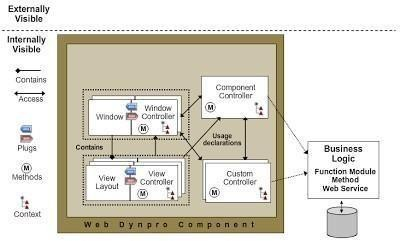 Externally
Visible
Internally
Visible
Contains
Access
Plugs
M
Methods
Context
Window
Window
Controller
M
Component
Controller
M
Contains
Usage
declarations
View
Layout
View
Controller
M
Custom
Controller
M
Business
Logic
Function Module
Method
Web Service
Web Dynpro Component